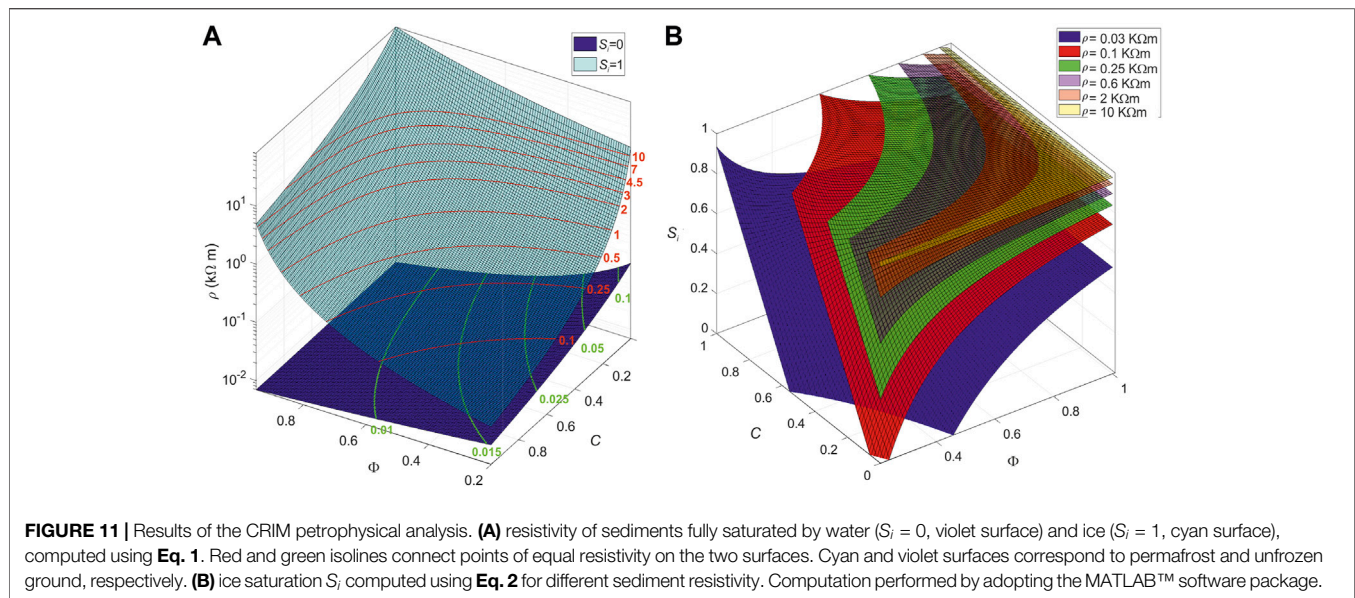 A
Sᵢ=0
Sᵢ=1
ρ (kΩ m)
10¹
10⁰
10⁻¹
10⁻²
10
7
4.5
3
2
1
0.5
0.25
0.1
0.1
0.05
0.025
0.015
0.01
0.8
0.6
0.4
0.2
Φ
0.2
0.4
0.6
0.8
C
B
ρ = 0.03 KΩm
ρ = 0.1 KΩm
ρ = 0.25 KΩm
ρ = 0.6 KΩm
ρ = 2 KΩm
ρ = 10 KΩm
Sᵢ
1
0.8
0.6
0.4
0.2
0
1
0.8
0.6
0.4
0.2
0
C
0.4
0.6
0.8
1
Φ
FIGURE 11 | Results of the CRIM petrophysical analysis. (A) resistivity of sediments fully saturated by water (Sᵢ = 0, violet surface) and ice (Sᵢ = 1, cyan surface),
computed using Eq. 1. Red and green isolines connect points of equal resistivity on the two surfaces. Cyan and violet surfaces correspond to permafrost and unfrozen
ground, respectively. (B) ice saturation Sᵢ computed using Eq. 2 for different sediment resistivity. Computation performed by adopting the MATLAB™ software package.